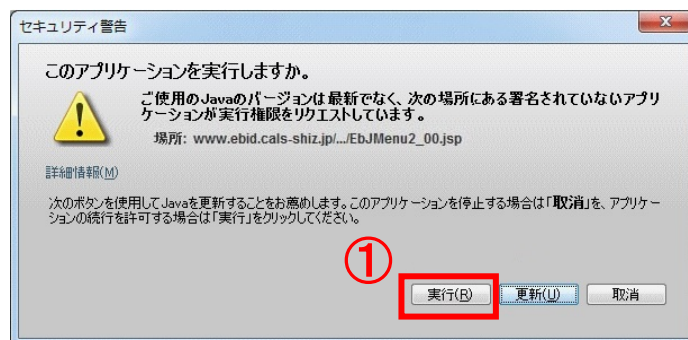 セキュリティ警告
このアプリケーションを実行しますか。
ご使用のJavaのバージョンは最新でなく、次の場所にある署名されていないアプリ
ケーションが実行権限をリクエストしています。
場所: www.ebid.cals-shiz.jp/.../EbJMenu2_00.jsp
詳細情報(M)
次のボタンを使用してJavaを更新することをお薦めします。このアプリケーションを停止する場合は「取消」を、アプリケー
ションの続行を許可する場合は「実行」をクリックしてください。
①
実行(R) 更新(U) 取消